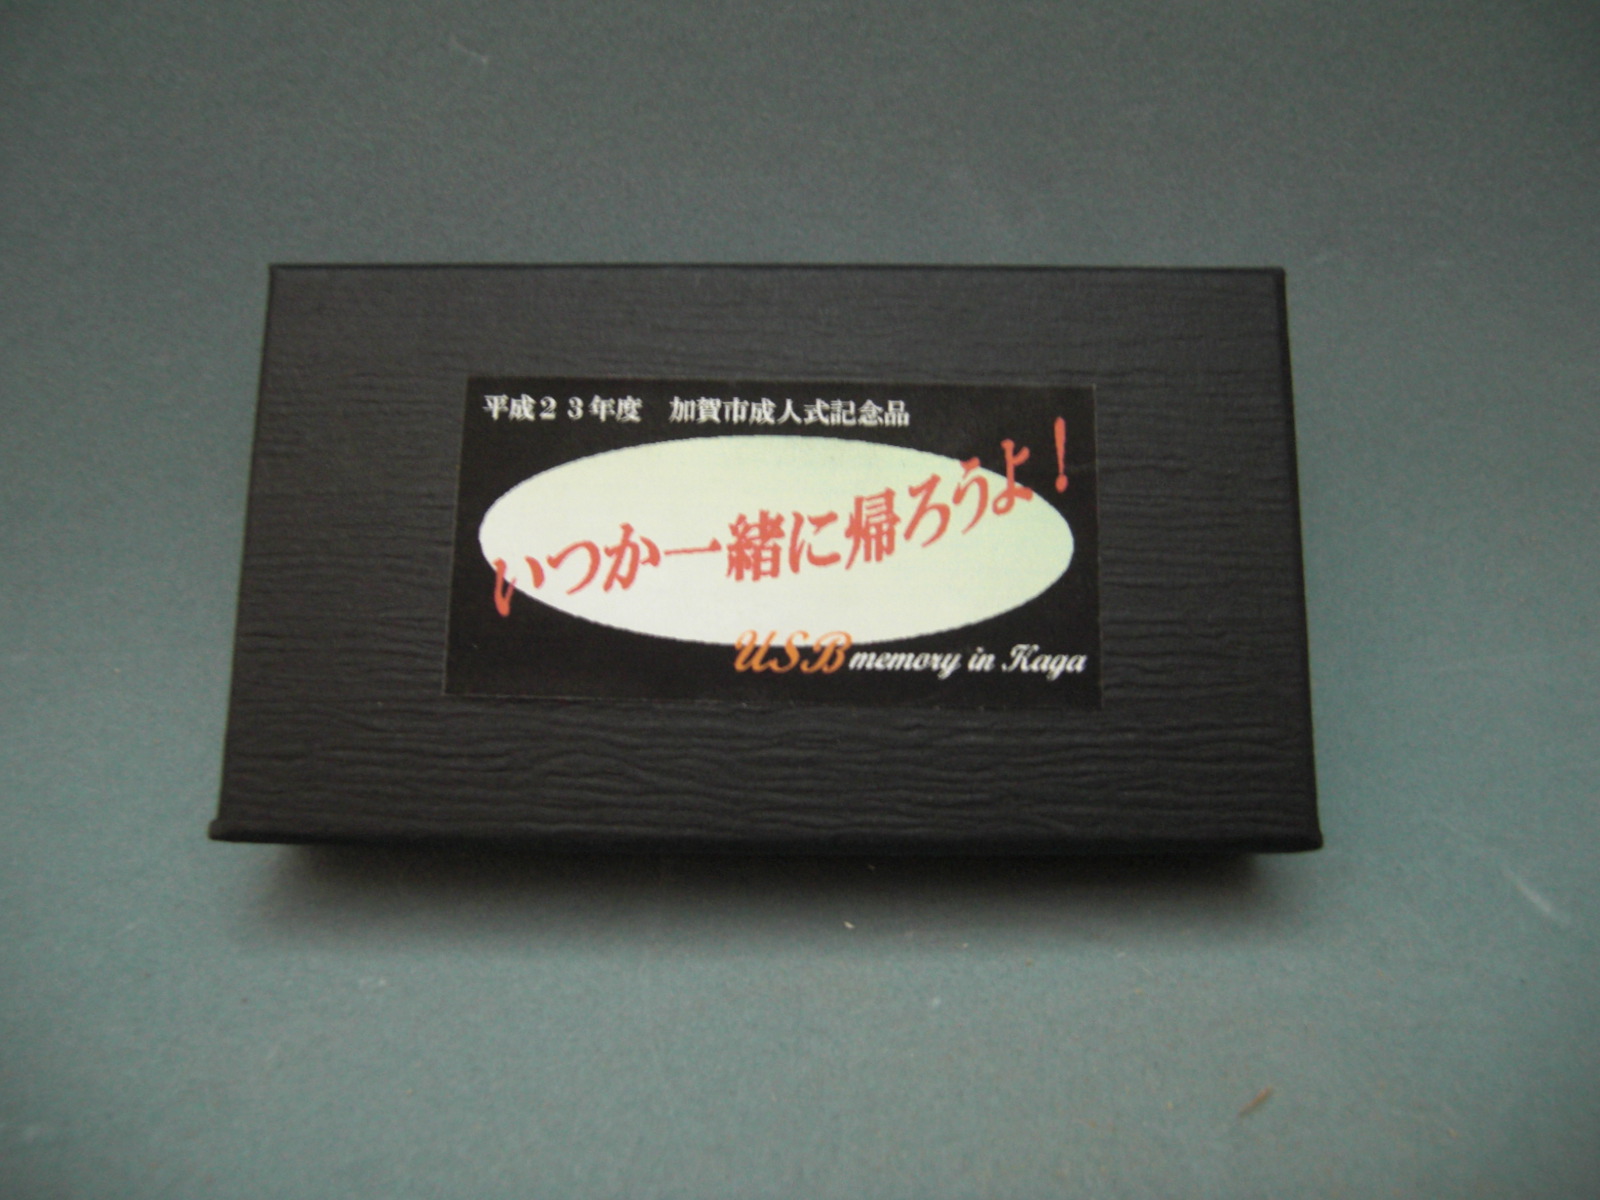 平成２３年度　加賀市成人式記念品
いつか一緒に帰ろうよ！
USB memory in Kaga